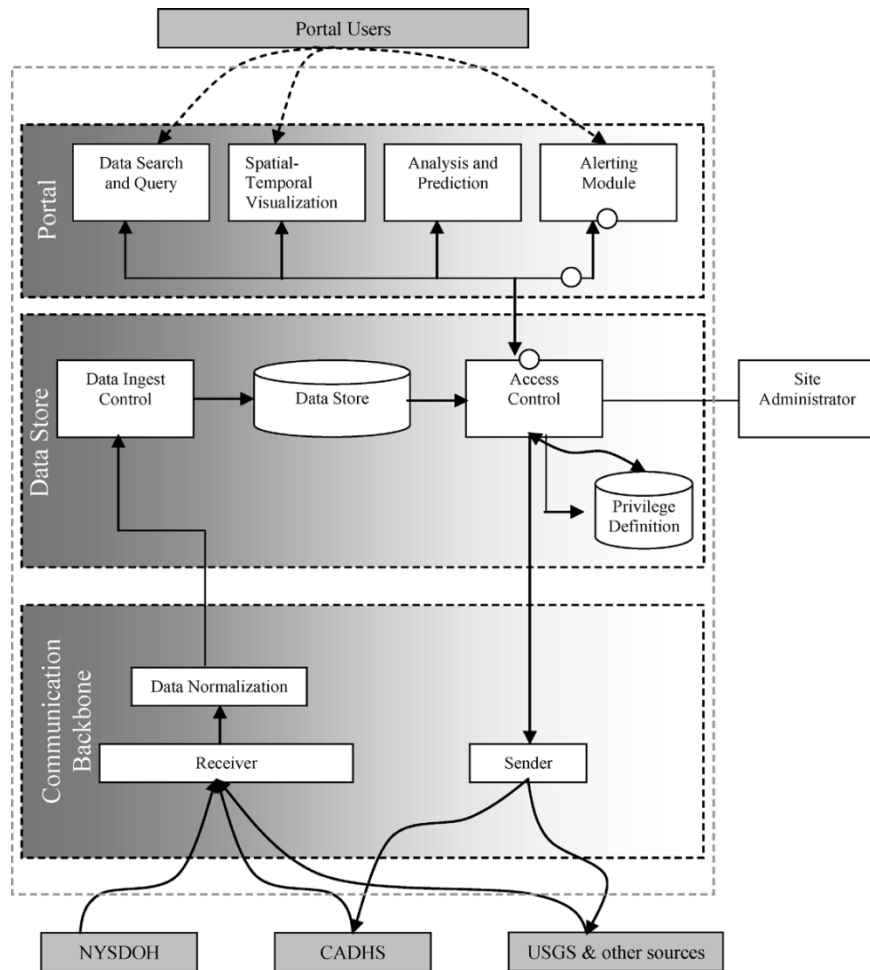 Portal Users
Portal
Data Search
and Query
Spatial-
Temporal
Visualization
Analysis and
Prediction
Alerting
Module
Data Store
Data Ingest
Control
Data Store
Access
Control
Site
Administrator
Privilege
Definition
Communication
Backbone
Data Normalization
Receiver
Sender
NYSDOH
CADHS
USGS & other sources